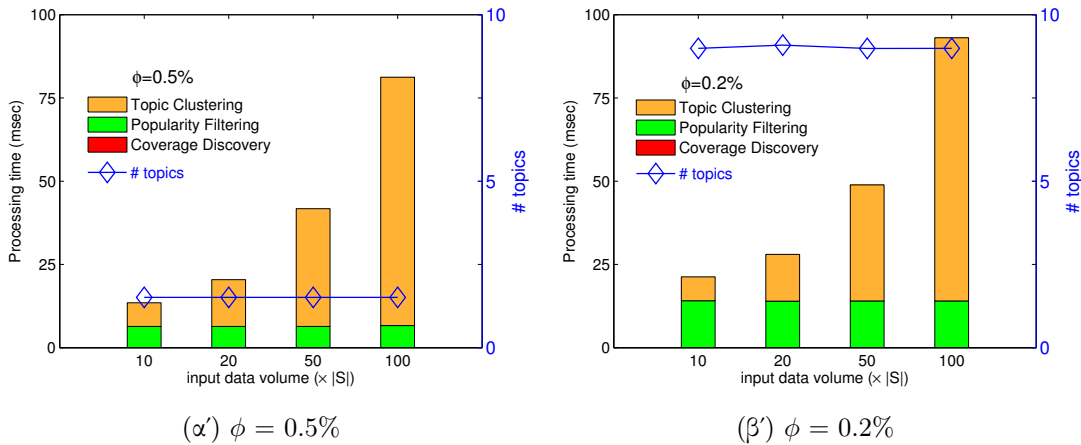 100
75
50
25
0
Processing time (msec)
10
5
0
# topics
φ=0.5%
Topic Clustering
Popularity Filtering
Coverage Discovery
# topics
10 20 50 100
input data volume (× |S|)
(αʹ) ϕ = 0.5%
100
75
50
25
0
Processing time (msec)
10
5
0
# topics
φ=0.2%
Topic Clustering
Popularity Filtering
Coverage Discovery
# topics
10 20 50 100
input data volume (× |S|)
(βʹ) ϕ = 0.2%